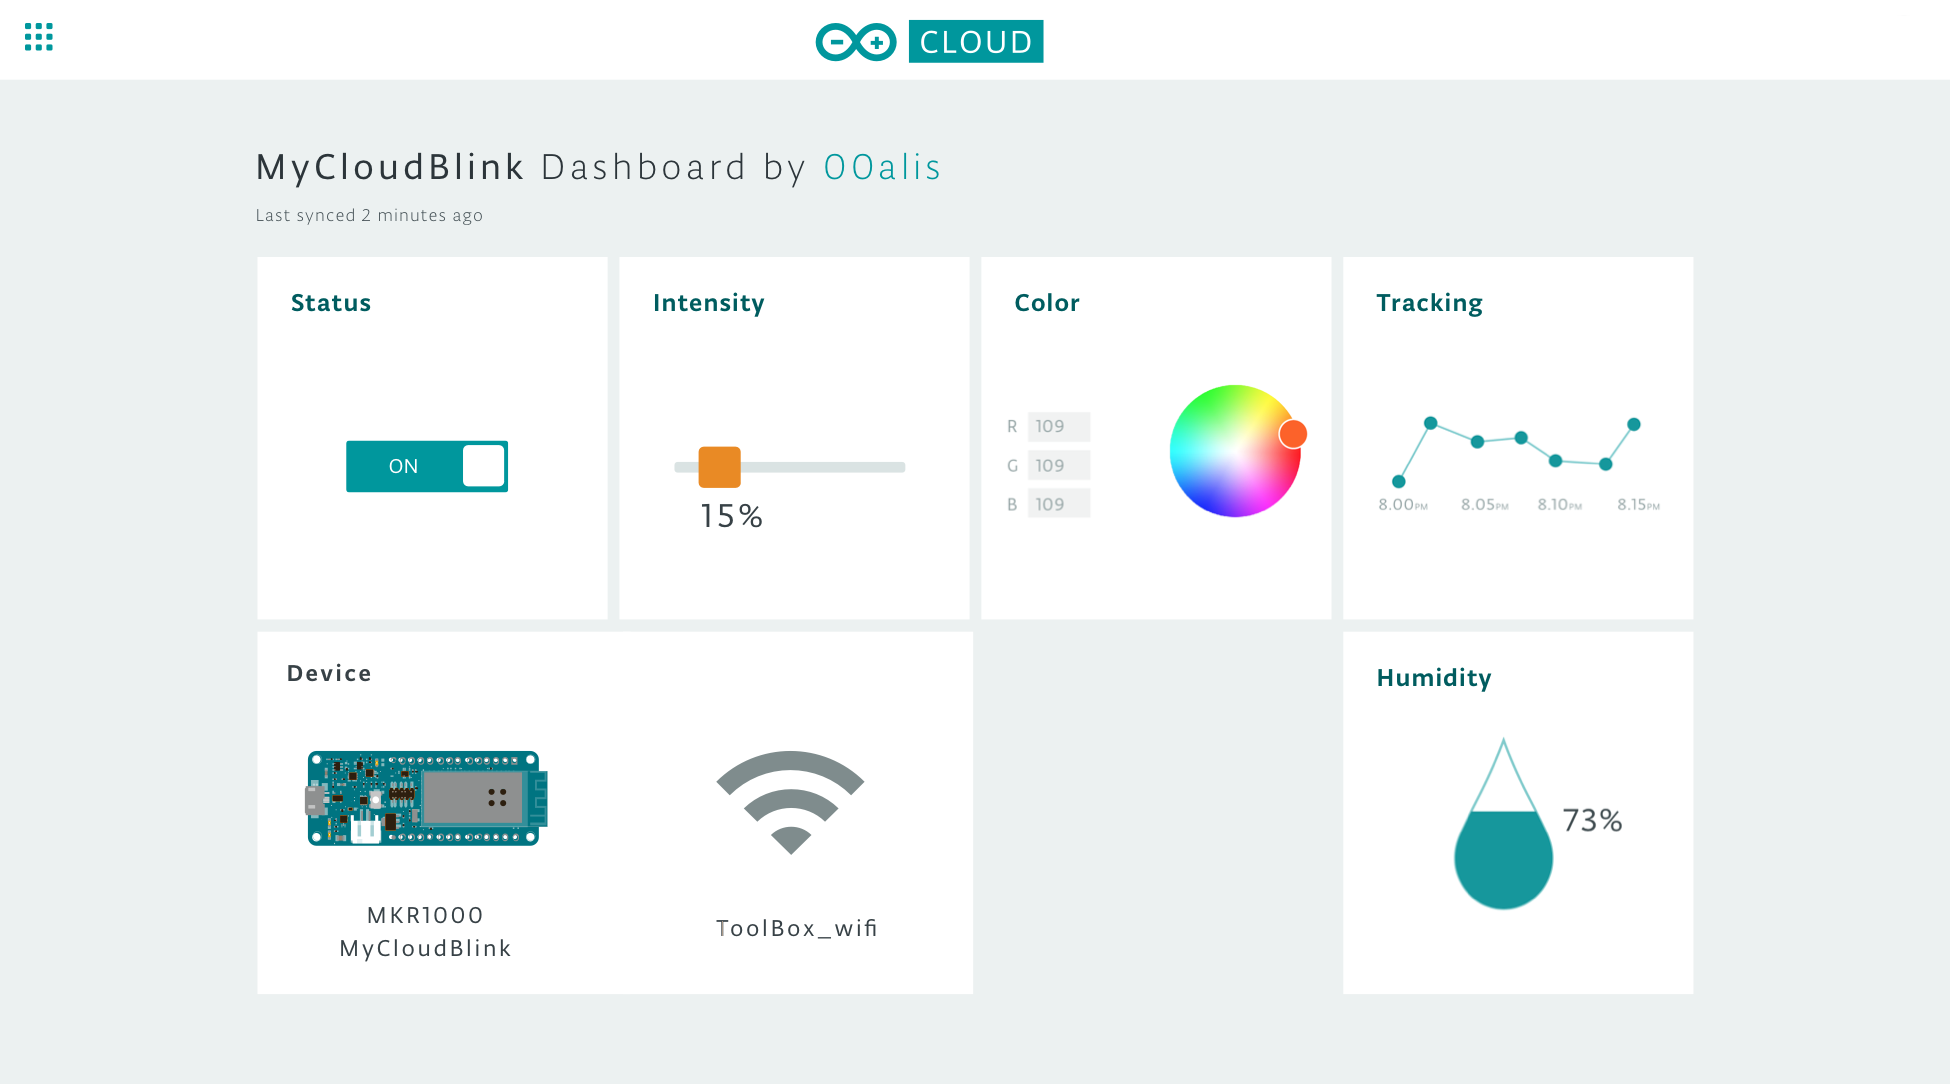 CLOUD
MyCloudBlink Dashboard by 00alis
Last synced 2 minutes ago
Status
ON
Intensity
15%
Color
R 109
G 109
B 109
Tracking
8.00PM 8.05PM 8.10PM 8.15PM
Device
MKR1000
MyCloudBlink
ToolBox_wifi
Humidity
73%